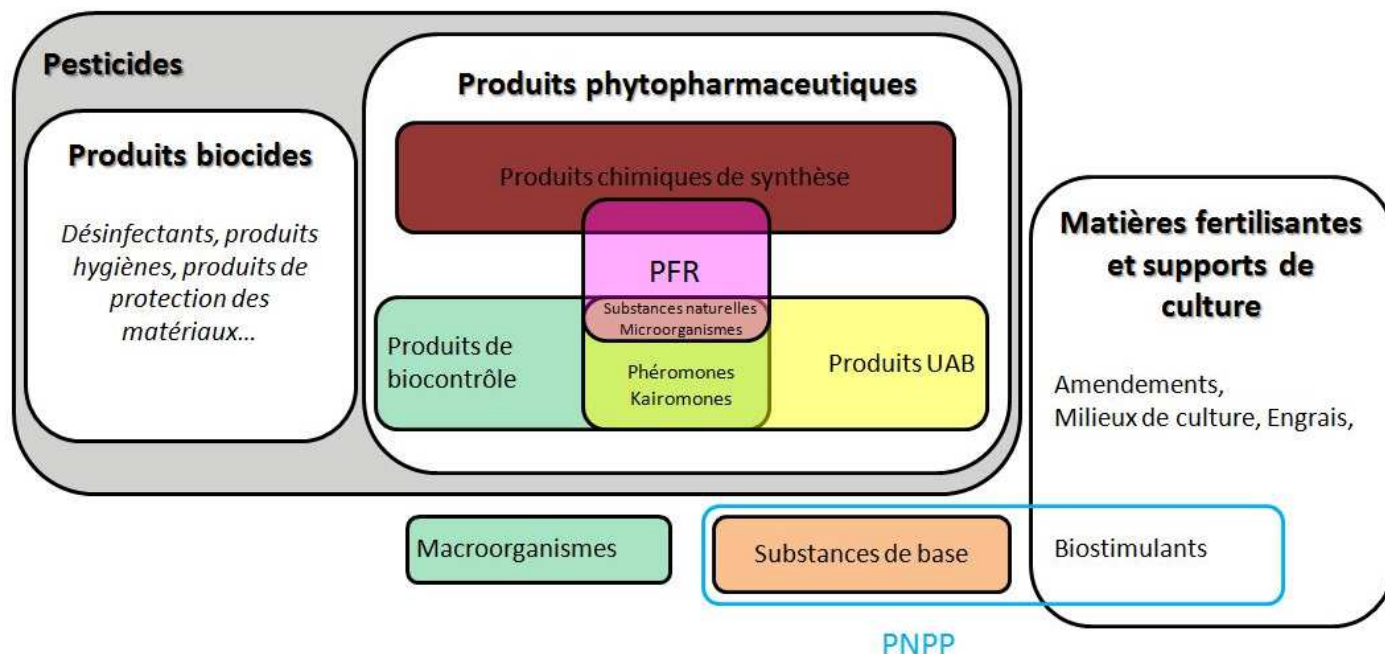 Pesticides
Produits phytopharmaceutiques
Produits biocides
Désinfectants, produits
hygiènes, produits de
protection des
matériaux...
Produits chimiques de synthèse
PFR
Substances naturelles
Microorganismes
Produits de
biocontrôle
Phéromones
Kairomones
Produits UAB
Matières fertilisantes
et supports de
culture
Amendements,
Milieux de culture, Engrais,
Macroorganismes
Substances de base
Biostimulants
PNPP